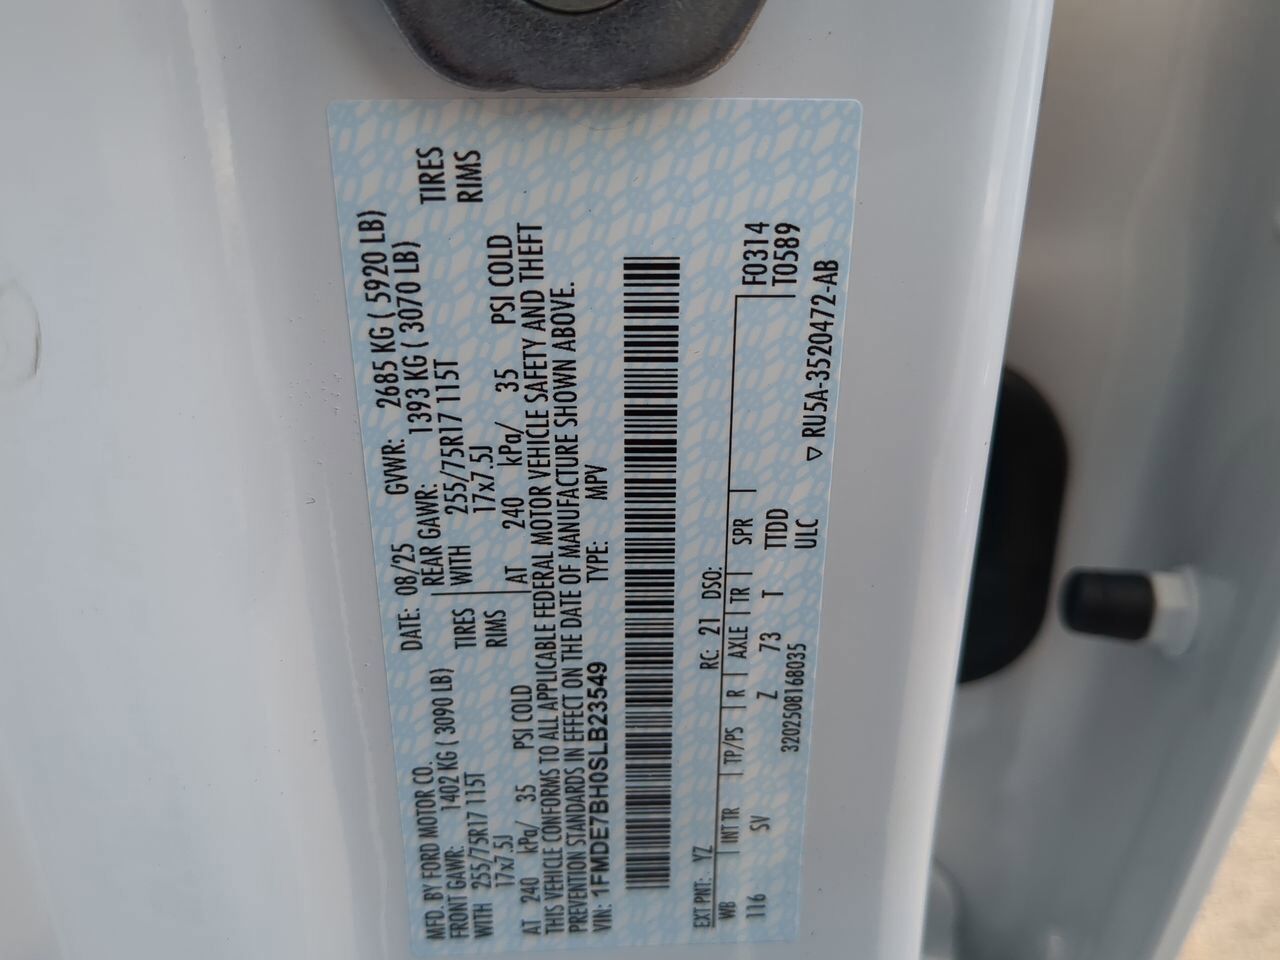 MFD. BY FORD MOTOR CO. DATE: 08/25 GVWR: 2685 KG ( 5920 LB)
FRONT GAWR: 1402 KG ( 3090 LB) REAR GAWR: 1393 KG ( 3070 LB)
WITH 255/75R17 115T TIRES WITH 255/75R17 115T TIRES
17x7.5J RIMS 17x7.5J RIMS
AT 240 kPa/ 35 PSI COLD AT 240 kPa/ 35 PSI COLD
THIS VEHICLE CONFORMS TO ALL APPLICABLE FEDERAL MOTOR VEHICLE SAFETY AND THEFT
PREVENTION STANDARDS IN EFFECT ON THE DATE OF MANUFACTURE SHOWN ABOVE.
VIN: 1FMDE7BH0SLB23549 TYPE: MPV
EXT PNT: YZ RC: 21 DSO: F0314
WB INT TR TP/PS R AXLE TR SPR T0589
116 SV Z 73 T TTDD
3202508168035 ULC ▽ RU5A-3520472-AB